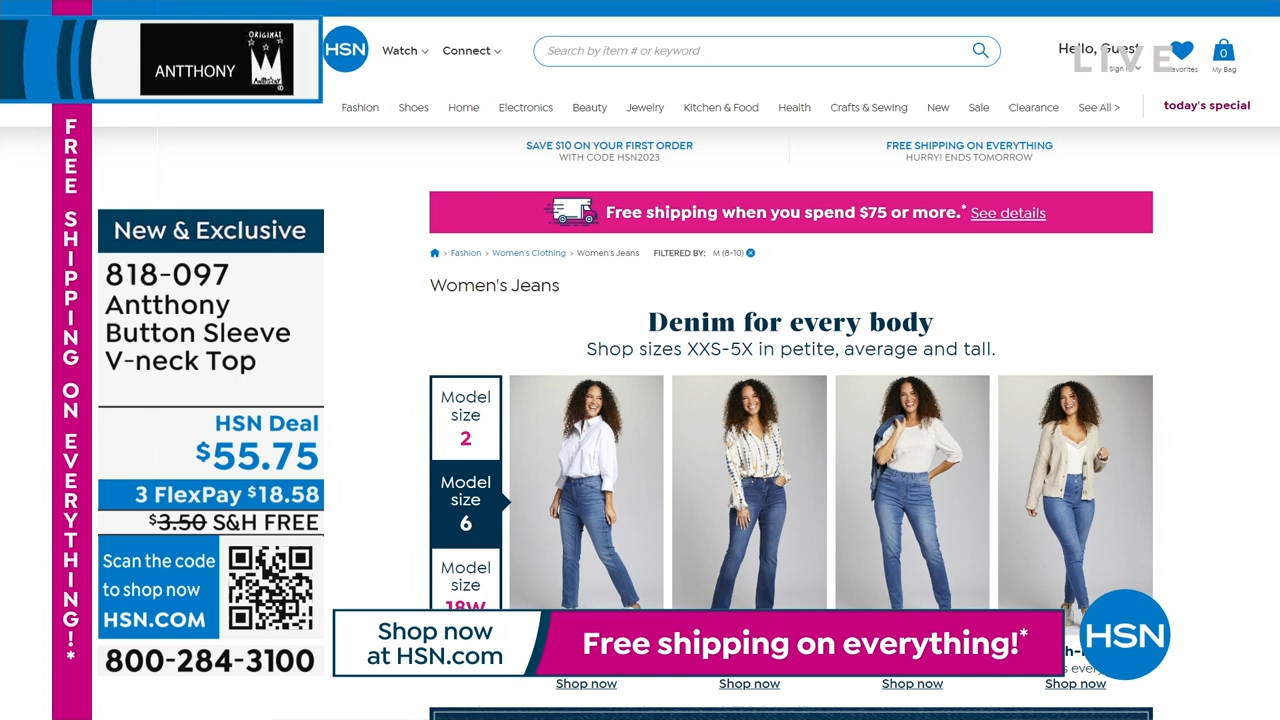 ANTTHONY
ORIGINAL
HSN
Watch
Connect
Search by item # or keyword
Hello, Guest
Sign In
LIVE
Favorites
0
My Bag
Fashion
Shoes
Home
Electronics
Beauty
Jewelry
Kitchen & Food
Health
Crafts & Sewing
New
Sale
Clearance
See All >
today's special
SAVE $10 ON YOUR FIRST ORDER
WITH CODE HSN2023
FREE SHIPPING ON EVERYTHING
HURRY! ENDS TOMORROW
FREE SHIPPING ON EVERYTHING!*
New & Exclusive
818-097
Antthony
Button Sleeve
V-neck Top
HSN Deal
$55.75
3 FlexPay $18.58
$3.50 S&H FREE
Scan the code
to shop now
HSN.COM
800-284-3100
Free shipping when you spend $75 or more.* See details
> Fashion > Women's Clothing > Women's Jeans FILTERED BY: M (8-10)
Women's Jeans
Denim for every body
Shop sizes XXS-5X in petite, average and tall.
Model
size
2
Model
size
6
Model
size
18W
Shop now
at HSN.com
Free shipping on everything!*
HSN
Shop now
Shop now
Shop now
Shop now